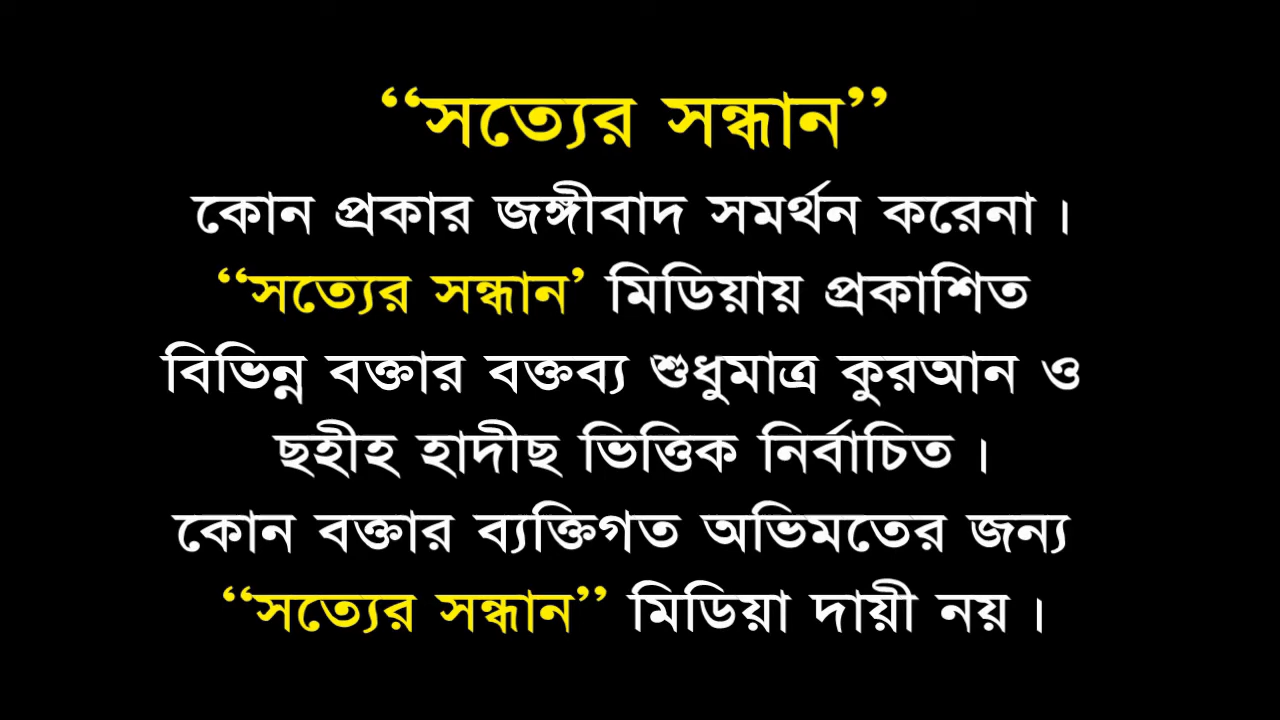 ‘‘সত্যের সন্ধান’’
কোন প্রকার জঙ্গীবাদ সমর্থন করেনা।
‘‘সত্যের সন্ধান’ মিডিয়ায় প্রকাশিত
বিভিন্ন বক্তার বক্তব্য শুধুমাত্র কুরআন ও
ছহীহ হাদীছ ভিত্তিক নির্বাচিত।
কোন বক্তার ব্যক্তিগত অভিমতের জন্য
‘‘সত্যের সন্ধান’’ মিডিয়া দায়ী নয়।